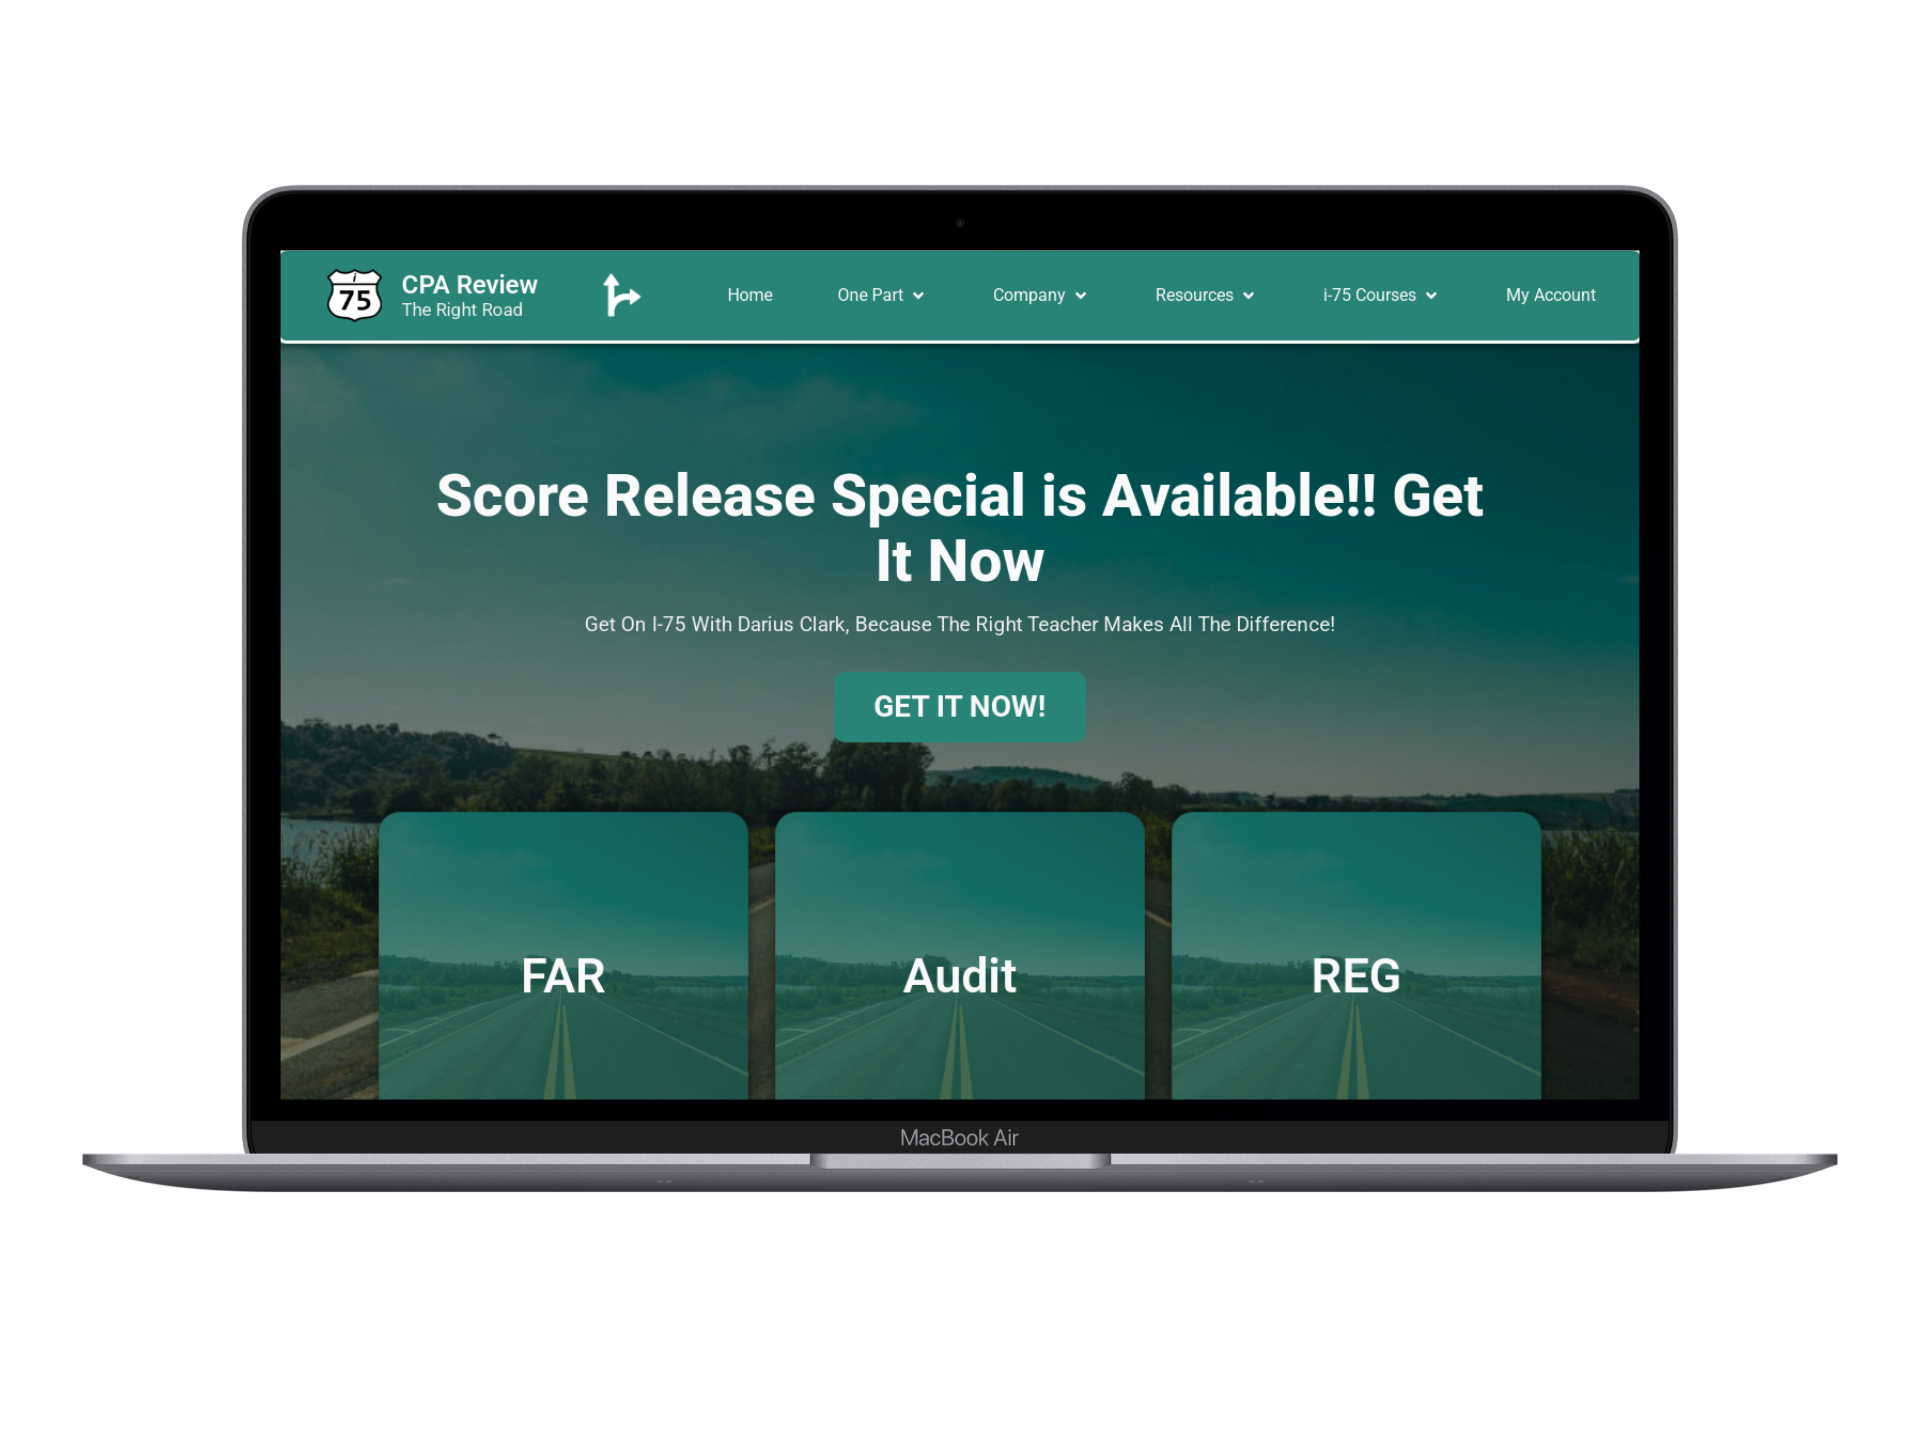 i
75
CPA Review
The Right Road
Home
One Part
Company
Resources
i-75 Courses
My Account
Score Release Special is Available!! Get
It Now
Get On I-75 With Darius Clark, Because The Right Teacher Makes All The Difference!
GET IT NOW!
FAR
Audit
REG
MacBook Air